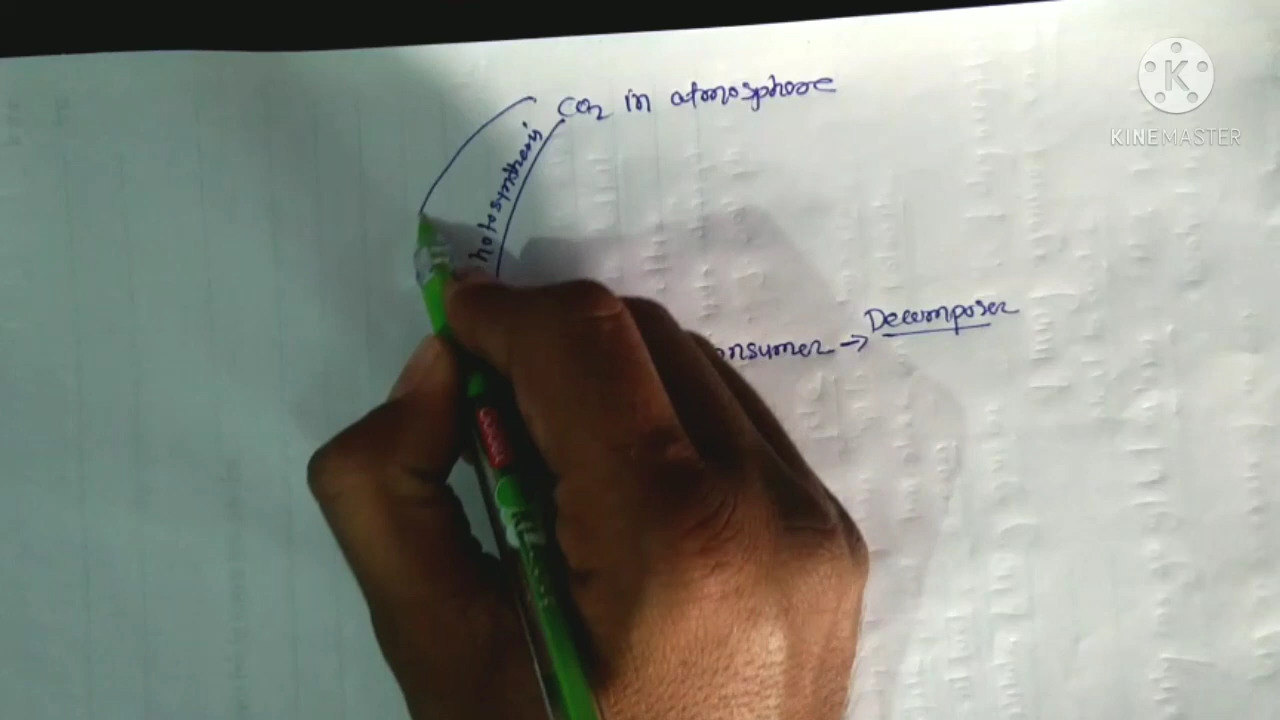 CO2 in atmosphere
hotosynthesis
onsumer → Decomposer
K
KINEMASTER